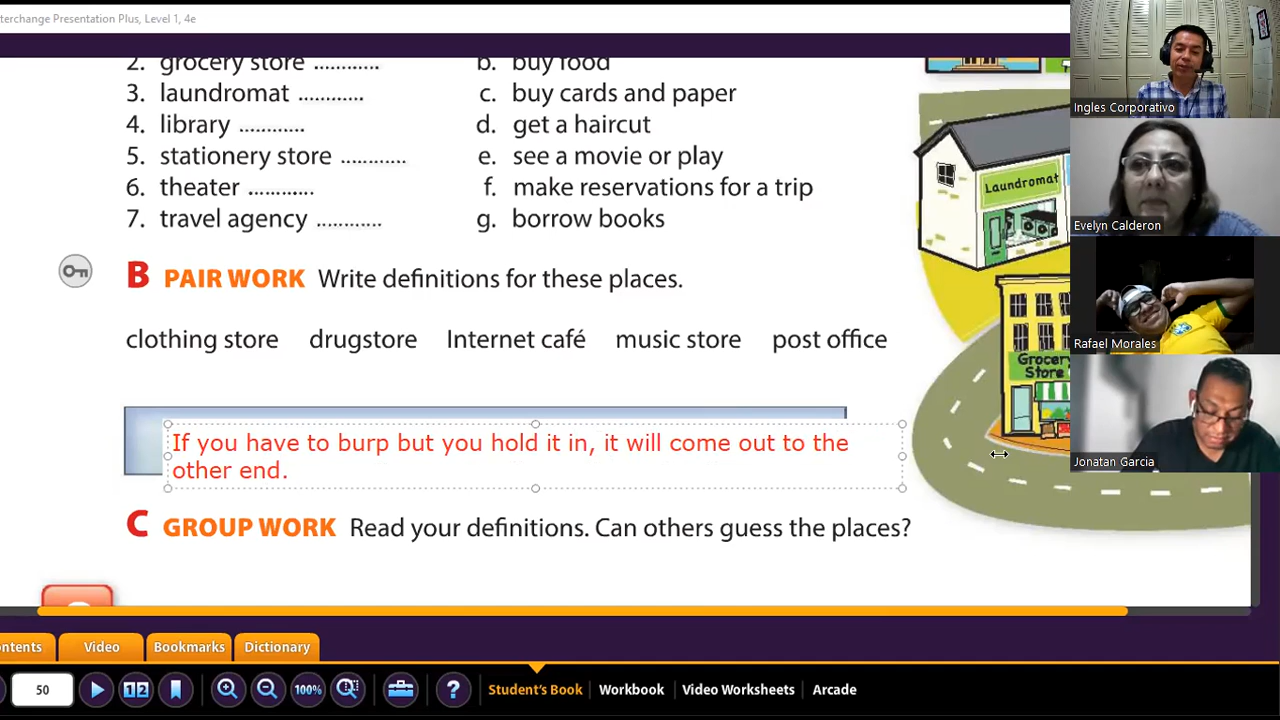 terchange Presentation Plus, Level 1, 4e
2. grocery store ............ b. buy food
3. laundromat ............ c. buy cards and paper
4. library ............ d. get a haircut
5. stationery store ............ e. see a movie or play
6. theater ............ f. make reservations for a trip
7. travel agency ............ g. borrow books
B PAIR WORK Write definitions for these places.
clothing store drugstore Internet café music store post office
If you have to burp but you hold it in, it will come out to the
other end.
C GROUP WORK Read your definitions. Can others guess the places?
Laundromat
Grocery
Store
Ingles Corporativo
Evelyn Calderon
Rafael Morales
Jonatan Garcia
ontents Video Bookmarks Dictionary
50 1 2 100% ? Student's Book Workbook Video Worksheets Arcade